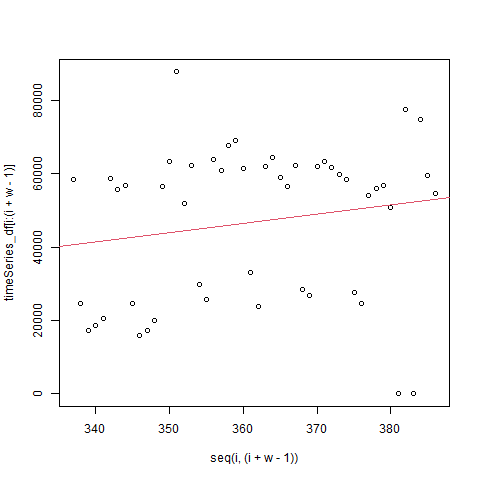 timeSeries_df[i:(i + w - 1)]
80000
60000
40000
20000
0
340 350 360 370 380
seq(i, (i + w - 1))